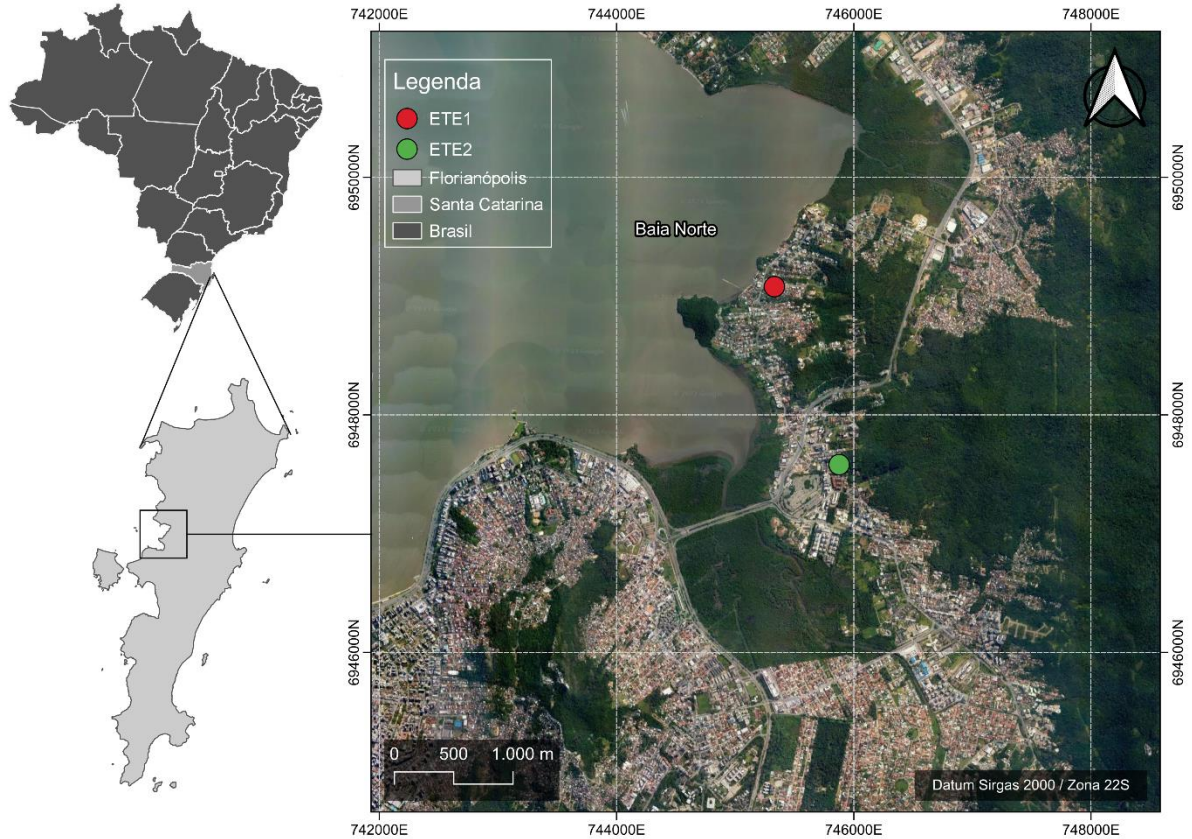 742000E 744000E 746000E 748000E
Legenda
ETE1
ETE2
Florianópolis
Santa Catarina
Brasil
6950000N 6950000N
Baia Norte
6948000N 6948000N
6946000N 6946000N
0 500 1.000 m
Datum Sirgas 2000 / Zona 22S
742000E 744000E 746000E 748000E